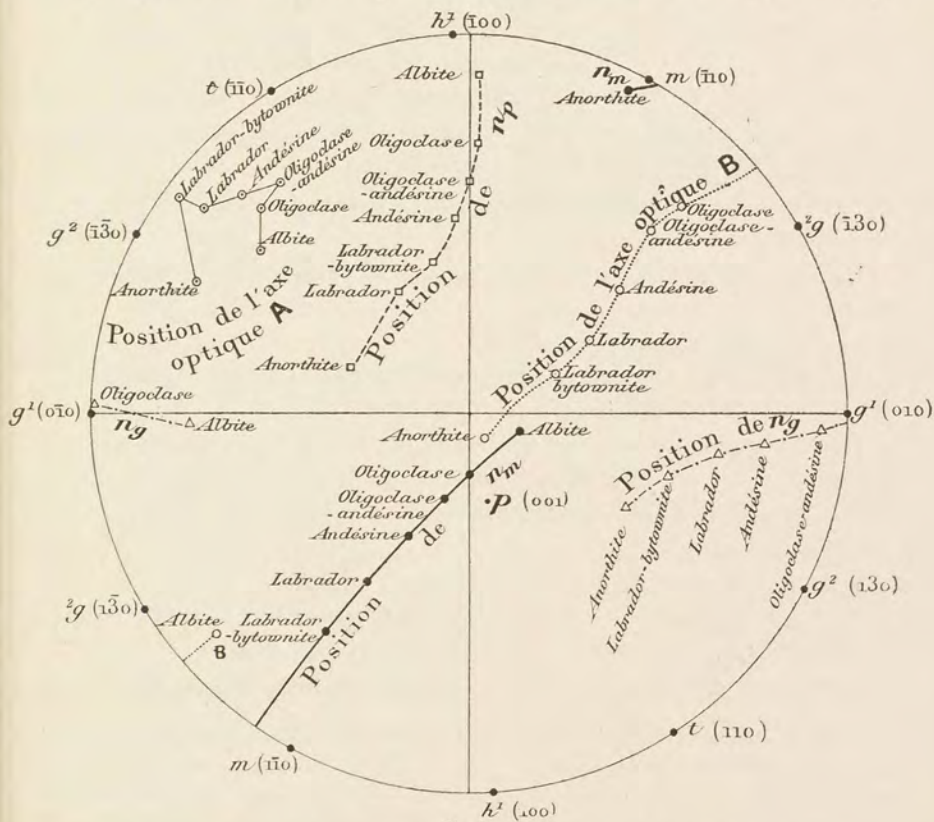 h¹ (1̅00)
t (1̅1̅0)
Albite
n_m
m (1̅10)
Anorthite
Labrador-bytownite
Labrador
Andésine
Oligoclase
-andésine
Oligoclase
Albite
Anorthite
g² (1̅3̅0)
Position de l'axe
optique A
Position de n_p
Oligoclase
Oligoclase
-andésine
Andésine
Labrador
-bytownite
Labrador
Anorthite
Position de l'axe optique B
Oligoclase
Oligoclase -
andésine
²g (1̅30)
Andésine
Labrador
Labrador
bytownite
Anorthite
Oligoclase
g¹ (01̅0)
n_g
Albite
g¹ (010)
Albite
Oligoclase
Oligoclase
-andésine
Andésine
Labrador
Labrador
-bytownite
Position de n_m
p (001)
Position de n_g
Anorthite
Labrador-bytownite
Labrador
Andésine
Oligoclase-andésine
g² (130)
²g (13̅0)
Albite
B
m (11̅0)
t (110)
h¹ (100)